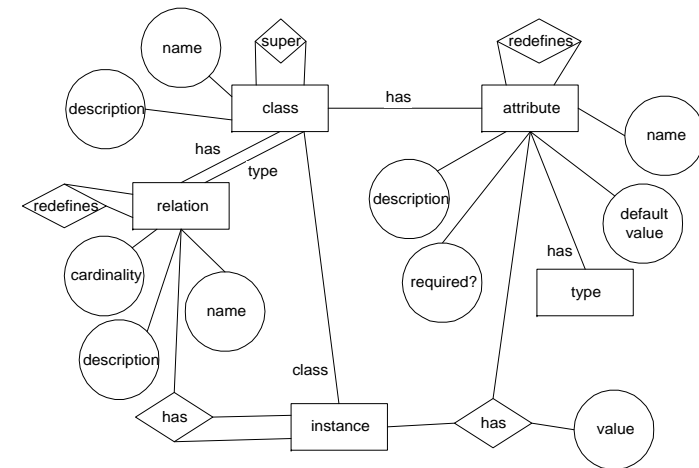 name
super
redefines
description
class
has
attribute
name
has
type
redefines
relation
description
default
value
cardinality
required?
has
type
name
description
class
has
instance
has
value